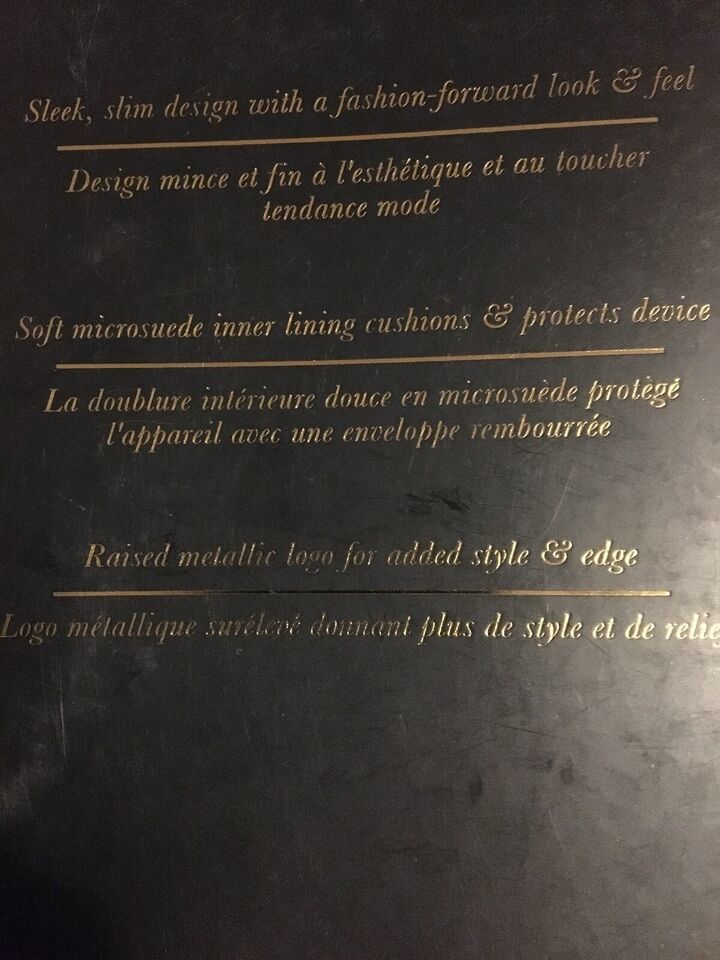 Sleek, slim design with a fashion-forward look & feel
Design mince et fin à l'esthétique et au toucher
tendance mode
Soft microsuede inner lining cushions & protects device
La doublure intérieure douce en microsuède protègé
l'appareil avec une enveloppe rembourrée
Raised metallic logo for added style & edge
Logo métallique surélevé donnant plus de style et de